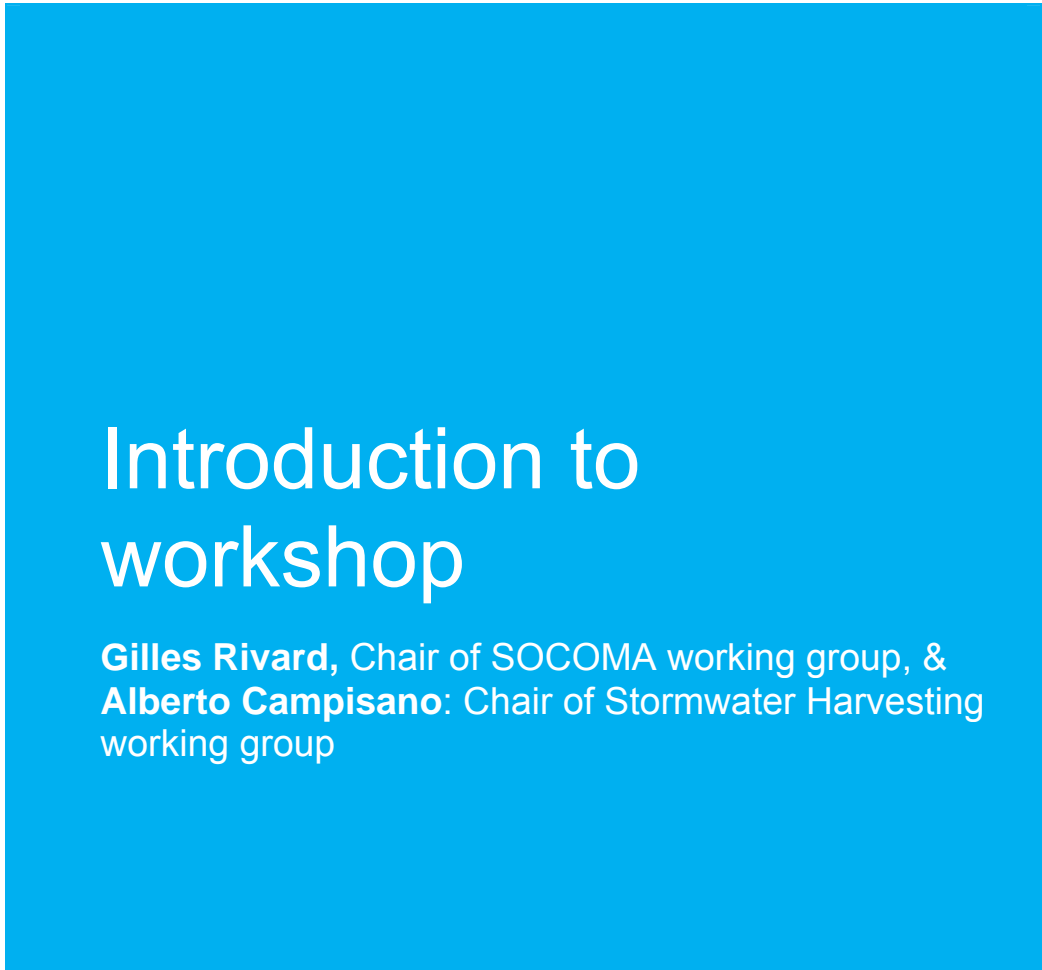 Introduction to
workshop
Gilles Rivard, Chair of SOCOMA working group, &
Alberto Campisano: Chair of Stormwater Harvesting
working group